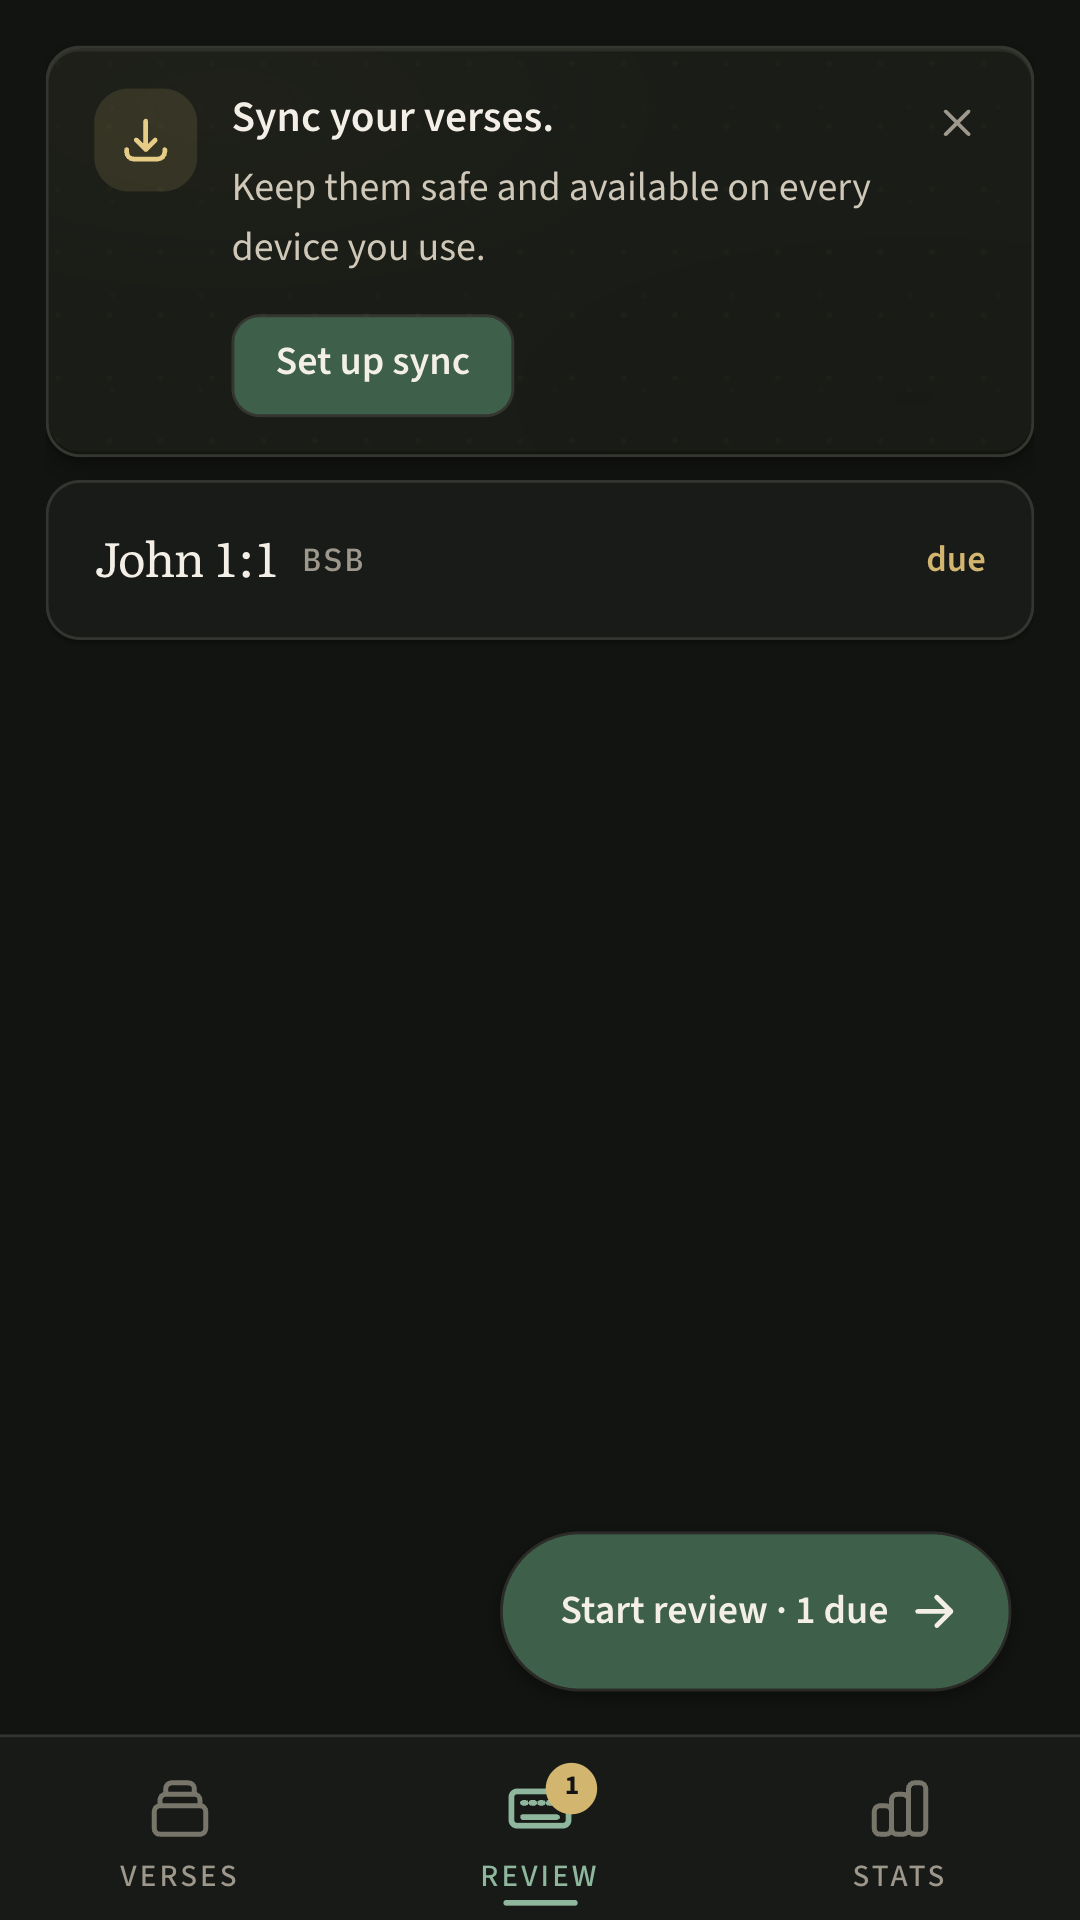 Sync your verses.
Keep them safe and available on every
device you use.
Set up sync
John 1:1 BSB due
Start review · 1 due
1
VERSES REVIEW STATS